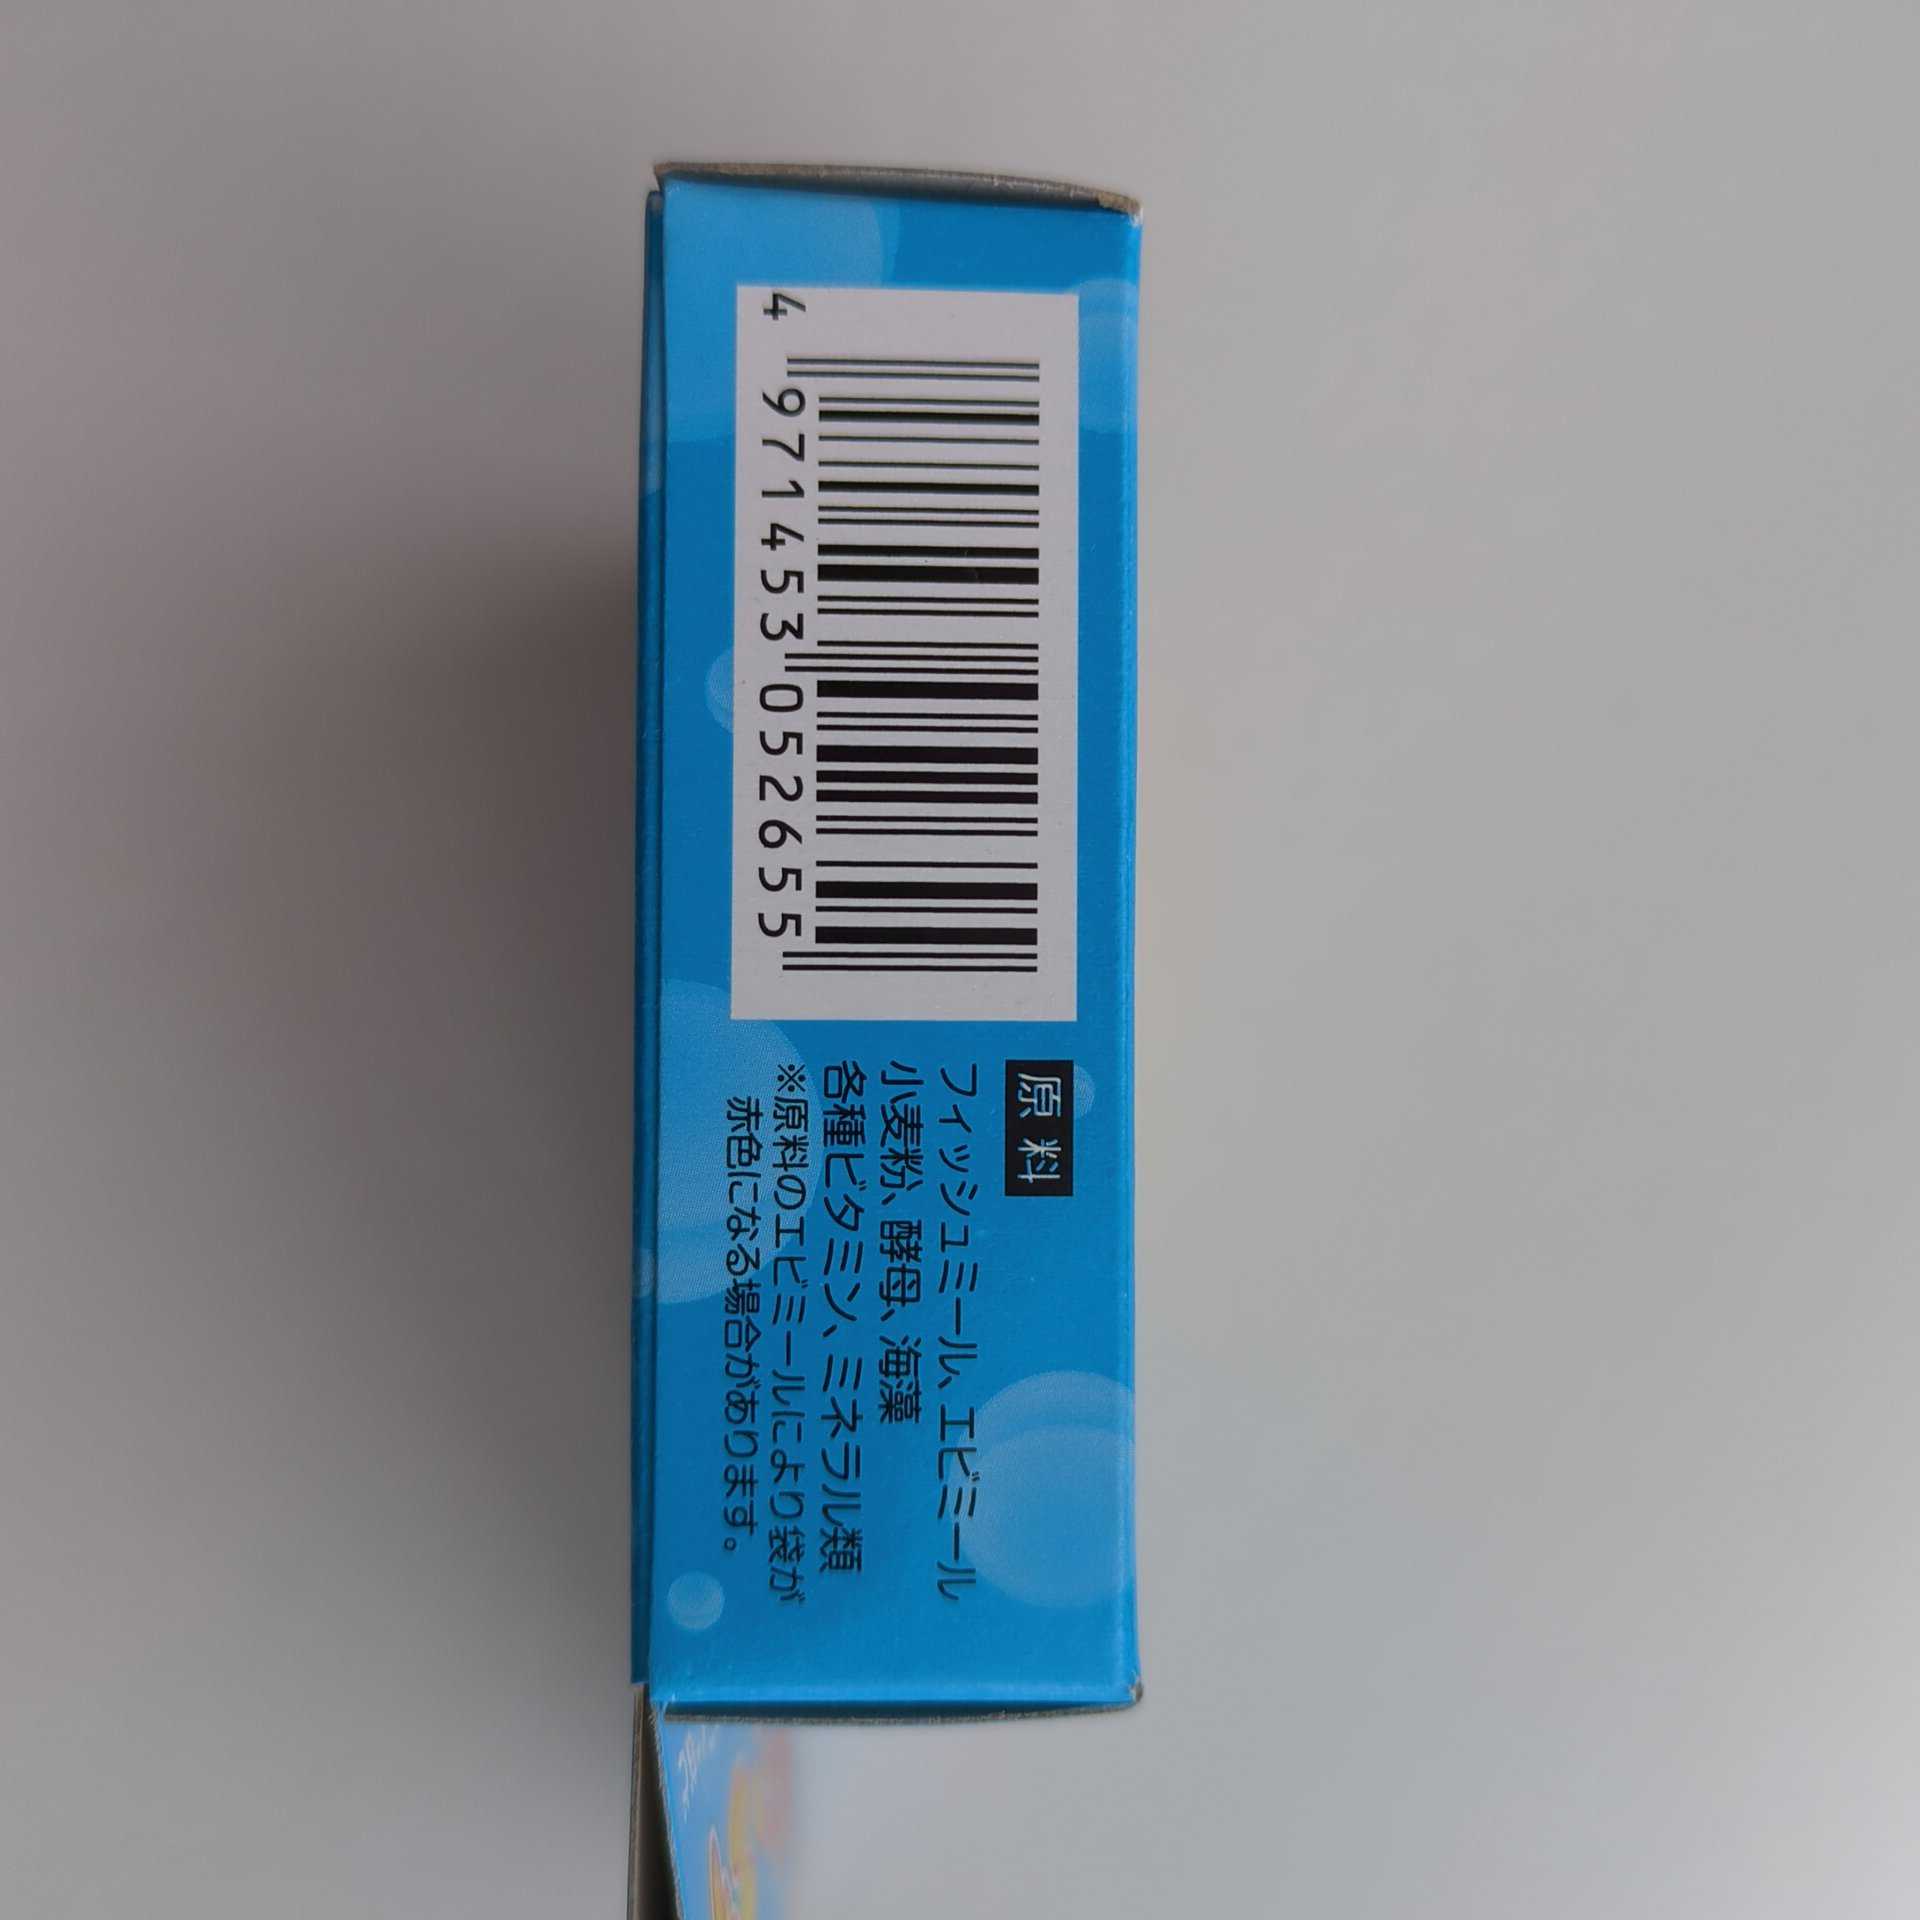 4 971453 052655
原料
フィッシュミール、エビミール
小麦粉、酵母、海藻
各種ビタミン、ミネラル類
※原料のエビミールにより袋が
赤色になる場合があります。